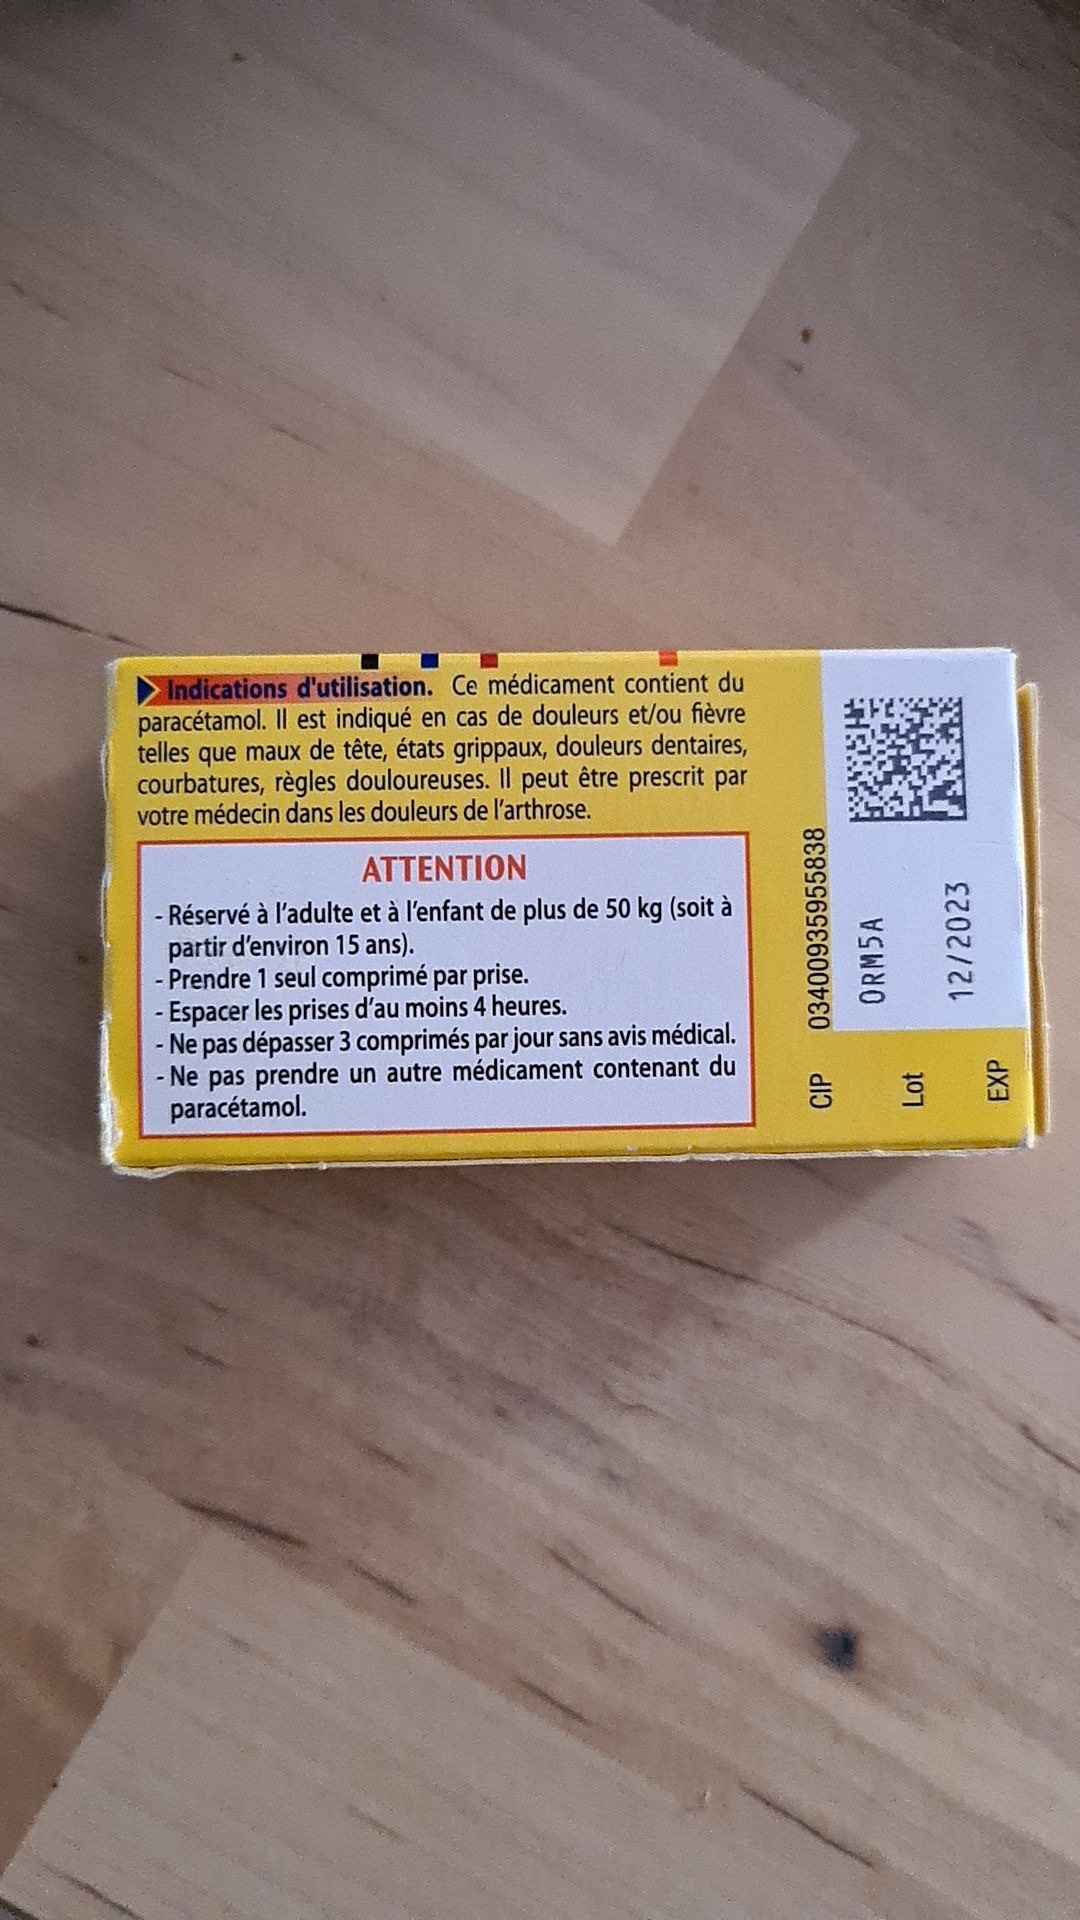 Indications d'utilisation. Ce médicament contient du
paracétamol. Il est indiqué en cas de douleurs et/ou fièvre
telles que maux de tête, états grippaux, douleurs dentaires,
courbatures, règles douloureuses. Il peut être prescrit par
votre médecin dans les douleurs de l'arthrose.
ATTENTION
- Réservé à l'adulte et à l'enfant de plus de 50 kg (soit à
partir d'environ 15 ans).
- Prendre 1 seul comprimé par prise.
- Espacer les prises d'au moins 4 heures.
- Ne pas dépasser 3 comprimés par jour sans avis médical.
- Ne pas prendre un autre médicament contenant du
paracétamol.
CIP 03400935955838
Lot 0RM5A
EXP 12/2023